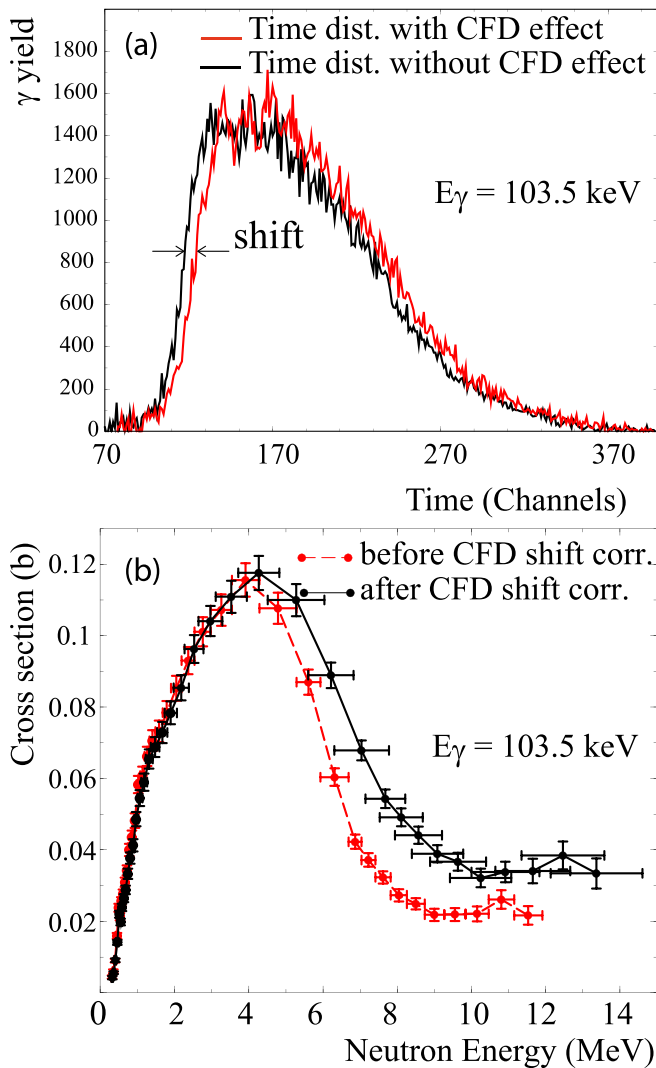 (a)
Time dist. with CFD effect
Time dist. without CFD effect
γ yield
1800
1600
1400
1200
1000
800
600
400
200
0
Eγ = 103.5 keV
shift
70
170
270
370
Time (Channels)
(b)
before CFD shift corr.
after CFD shift corr.
Cross section (b)
0.12
0.1
0.08
0.06
0.04
0.02
Eγ = 103.5 keV
0
2
4
6
8
10
12
14
Neutron Energy (MeV)